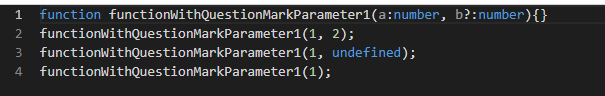 1 function functionWithQuestionMarkParameter1(a:number, b?:number){}
2 functionWithQuestionMarkParameter1(1, 2);
3 functionWithQuestionMarkParameter1(1, undefined);
4 functionWithQuestionMarkParameter1(1);